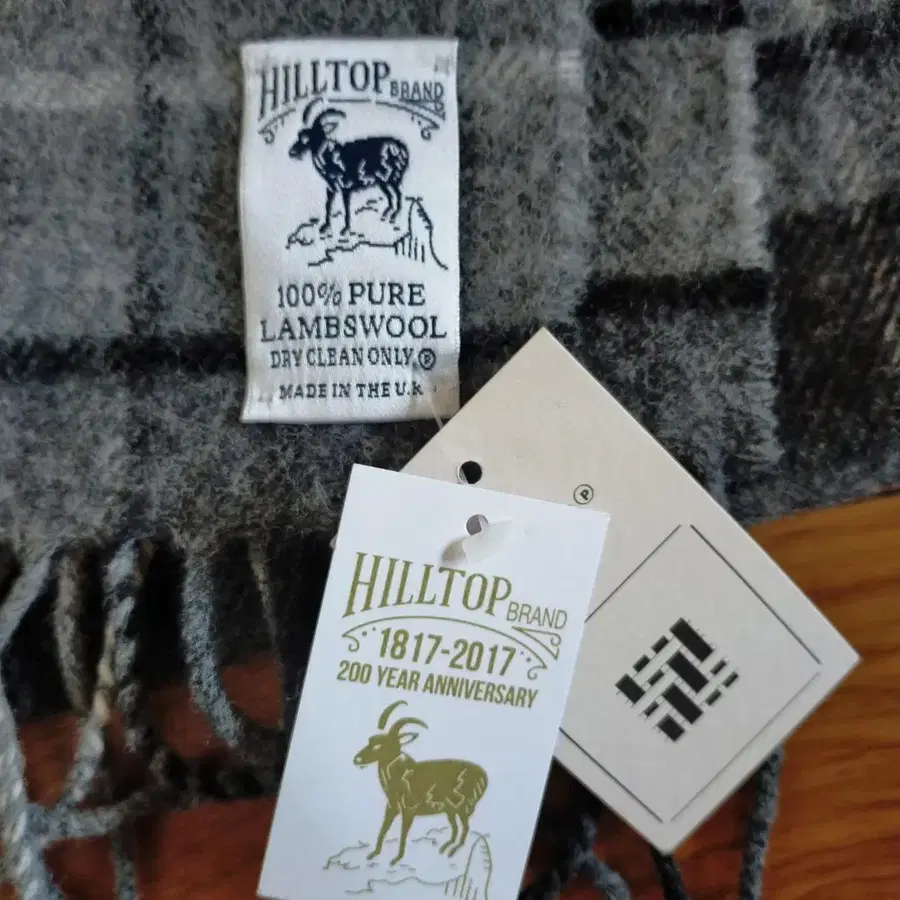 HILLTOP BRAND
100% PURE
LAMBSWOOL
DRY CLEAN ONLY Ⓟ
MADE IN THE U.K
Ⓟ
HILLTOP BRAND
1817-2017
200 YEAR ANNIVERSARY